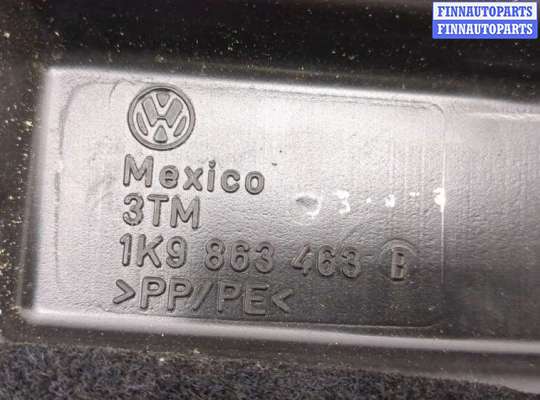 FINNAUTOPARTS
FINNAUTOPARTS
Mexico
3TM
1K9 863 463 B
>PP/PE<